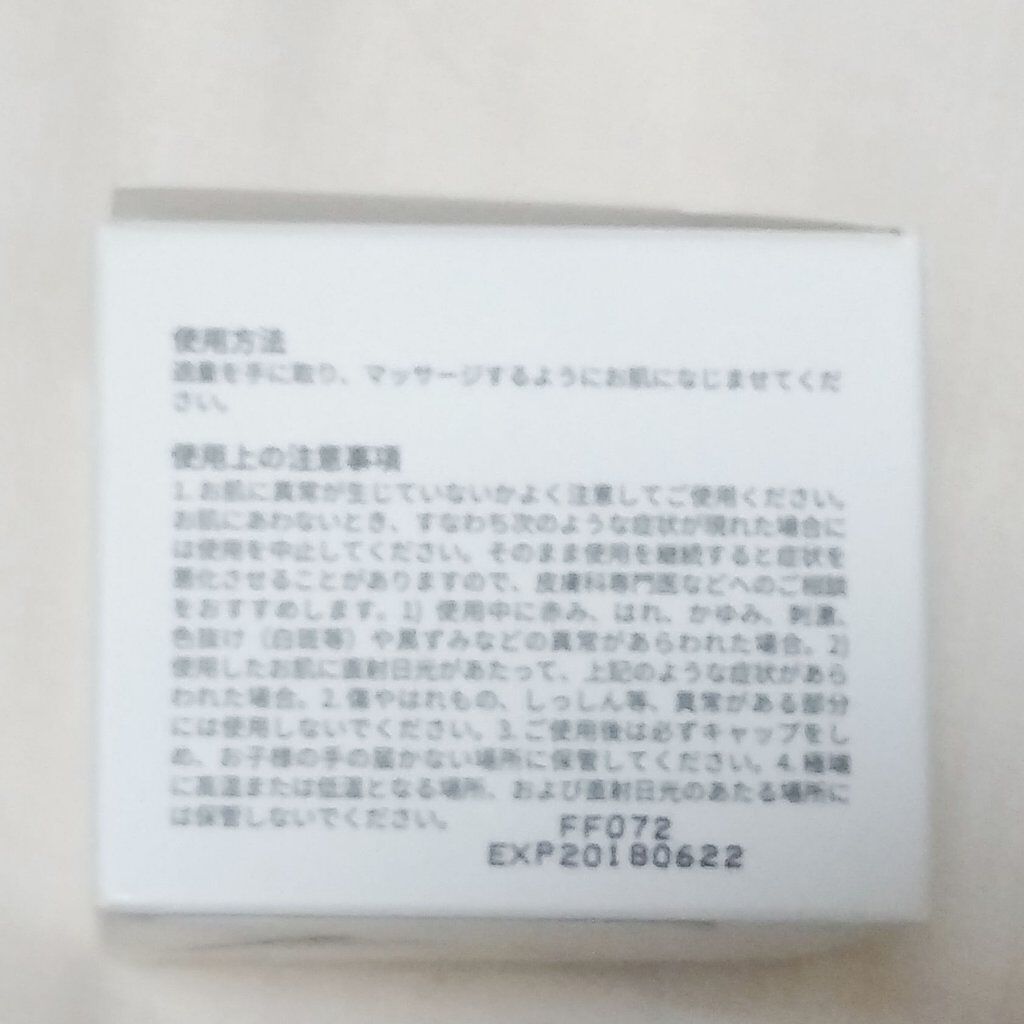 使用方法
適量を手に取り、マッサージするようにお肌になじませてくだ
さい。
使用上の注意事項
1.お肌に異常が生じていないかよく注意してご使用ください。
お肌にあわないとき、すなわち次のような症状が現れた場合に
は使用を中止してください。そのまま使用を継続すると症状を
悪化させることがありますので、皮膚科専門医などへのご相談
をおすすめします。1) 使用中に赤み、はれ、かゆみ、刺激、
色抜け（白斑等）や黒ずみなどの異常があらわれた場合。2)
使用したお肌に直射日光があたって、上記のような症状があら
われた場合。2.傷やはれもの、しっしん等、異常がある部分
には使用しないでください。3.ご使用後は必ずキャップをし
め、お子様の手の届かない場所に保管してください。4.極端
に高温または低温となる場所、および直射日光のあたる場所に
は保管しないでください。
FF072
EXP20180622